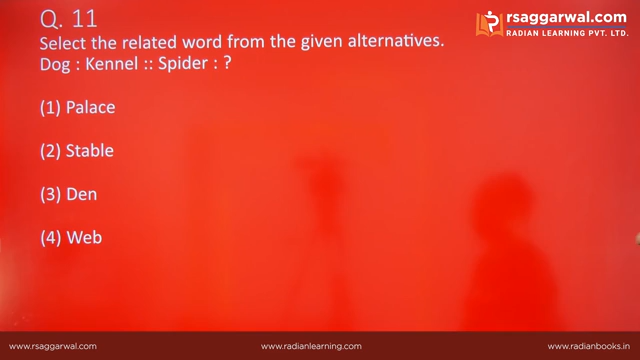 Q. 11
rsaggarwal.com
RADIAN LEARNING PVT. LTD.
Select the related word from the given alternatives.
Dog : Kennel :: Spider : ?
(1) Palace
(2) Stable
(3) Den
(4) Web
www.rsaggarwal.com
www.radianlearning.com
www.radianbooks.in